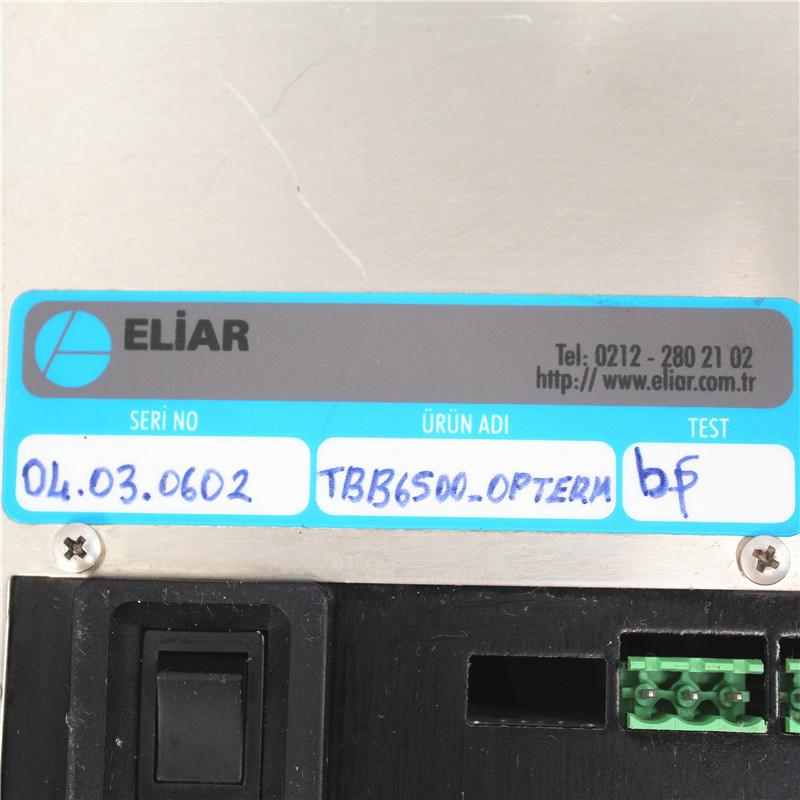 ELİAR
Tel: 0212 - 280 21 02
http:// www.eliar.com.tr
SERİ NO ÜRÜN ADI TEST
04.03.0602 TBB6500_OPTERM bf